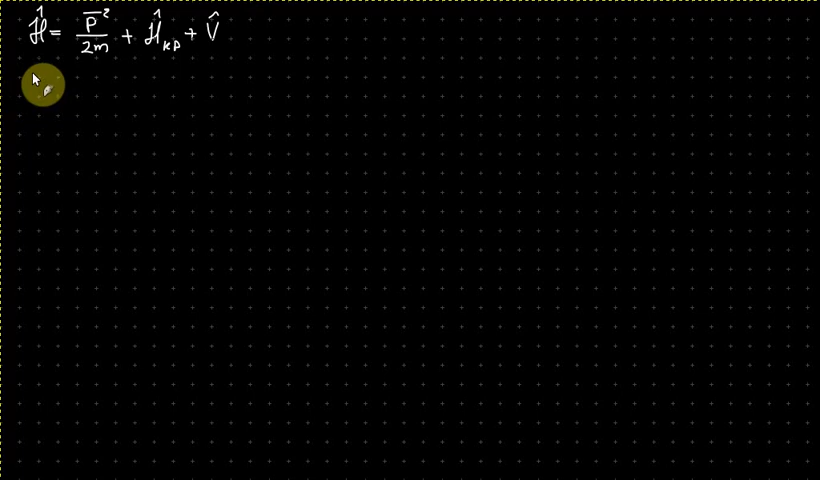 Ĥ = p̅²/2m + Ĥ_кр + V̂